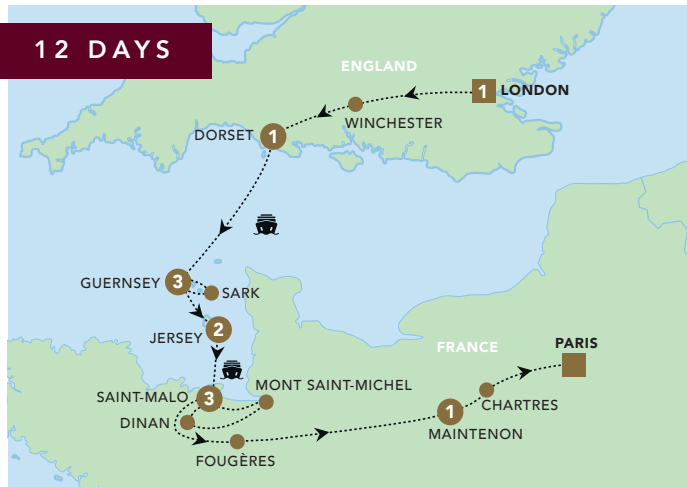 12 DAYS
ENGLAND
1 LONDON
WINCHESTER
DORSET 1
GUERNSEY 3
SARK
JERSEY 2
FRANCE
PARIS
SAINT-MALO 3
MONT SAINT-MICHEL
DINAN
CHARTRES
1
MAINTENON
FOUGÈRES